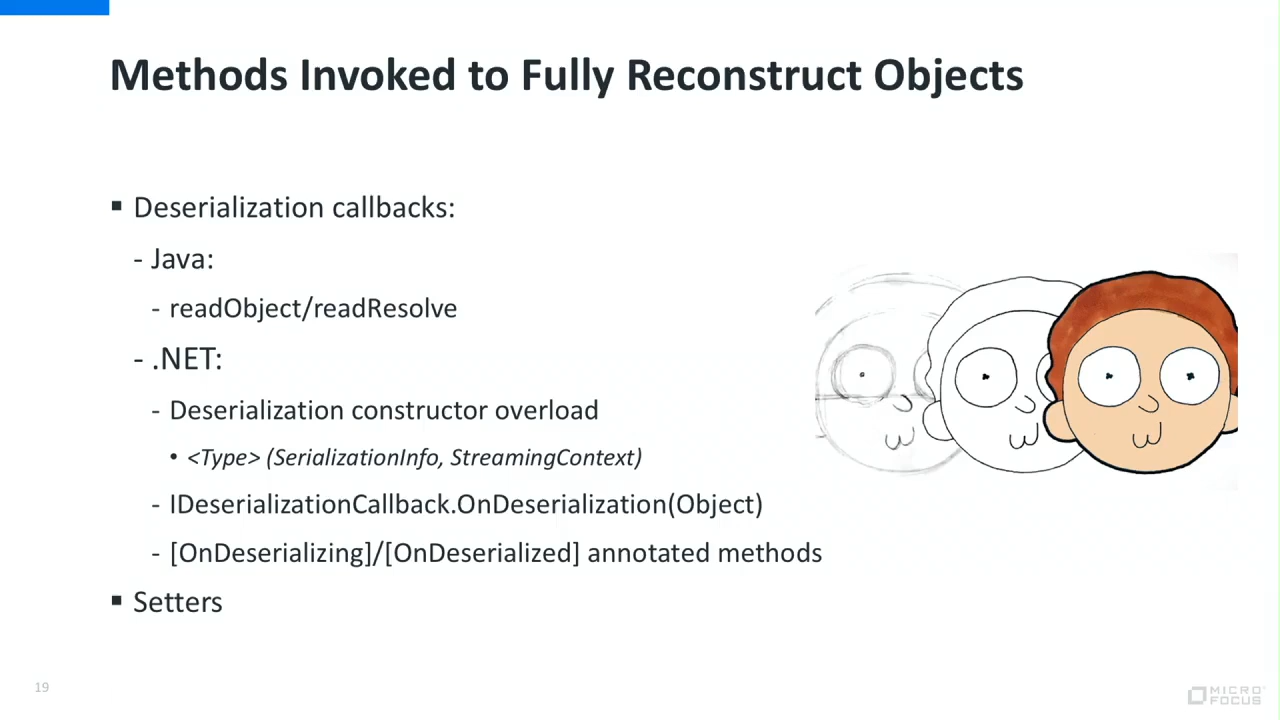 Methods Invoked to Fully Reconstruct Objects
▪ Deserialization callbacks:
- Java:
- readObject/readResolve
- .NET:
- Deserialization constructor overload
• <Type> (SerializationInfo, StreamingContext)
- IDeserializationCallback.OnDeserialization(Object)
- [OnDeserializing]/[OnDeserialized] annotated methods
▪ Setters
19
MICRO
FOCUS